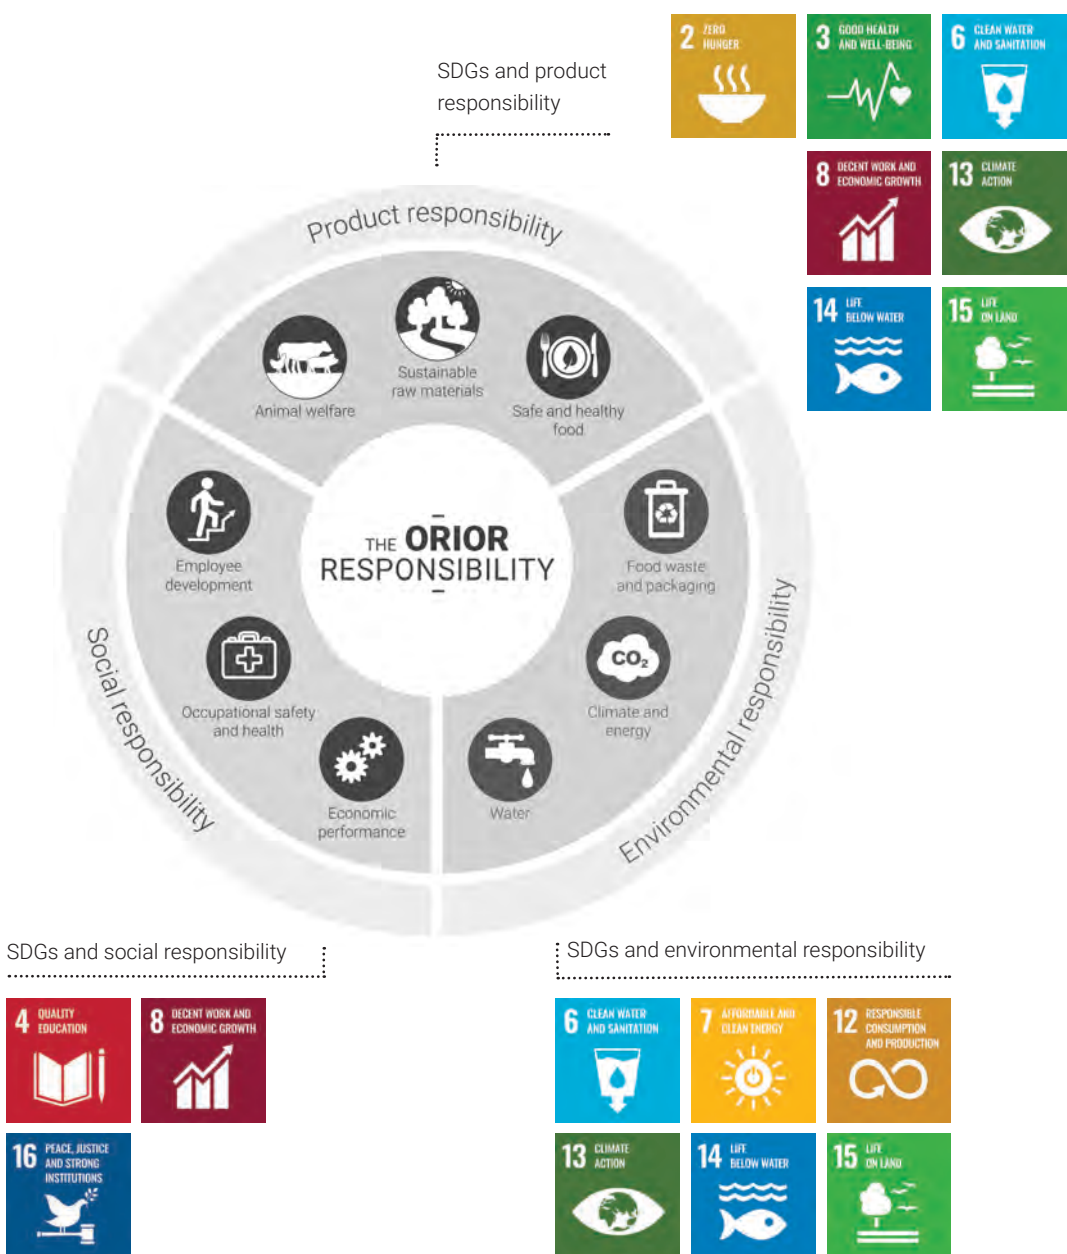 SDGs and product
responsibility
2 ZERO
HUNGER
3 GOOD HEALTH
AND WELL-BEING
6 CLEAN WATER
AND SANITATION
8 DECENT WORK AND
ECONOMIC GROWTH
13 CLIMATE
ACTION
14 LIFE
BELOW WATER
15 LIFE
ON LAND
Product responsibility
Animal welfare
Sustainable
raw materials
Safe and healthy
food
Employee
development
THE ORIOR
RESPONSIBILITY
Food waste
and packaging
Occupational safety
and health
CO₂
Climate and
energy
Economic
performance
Water
Social responsibility
Environmental responsibility
SDGs and social responsibility
4 QUALITY
EDUCATION
8 DECENT WORK AND
ECONOMIC GROWTH
16 PEACE, JUSTICE
AND STRONG
INSTITUTIONS
SDGs and environmental responsibility
6 CLEAN WATER
AND SANITATION
7 AFFORDABLE AND
CLEAN ENERGY
12 RESPONSIBLE
CONSUMPTION
AND PRODUCTION
13 CLIMATE
ACTION
14 LIFE
BELOW WATER
15 LIFE
ON LAND